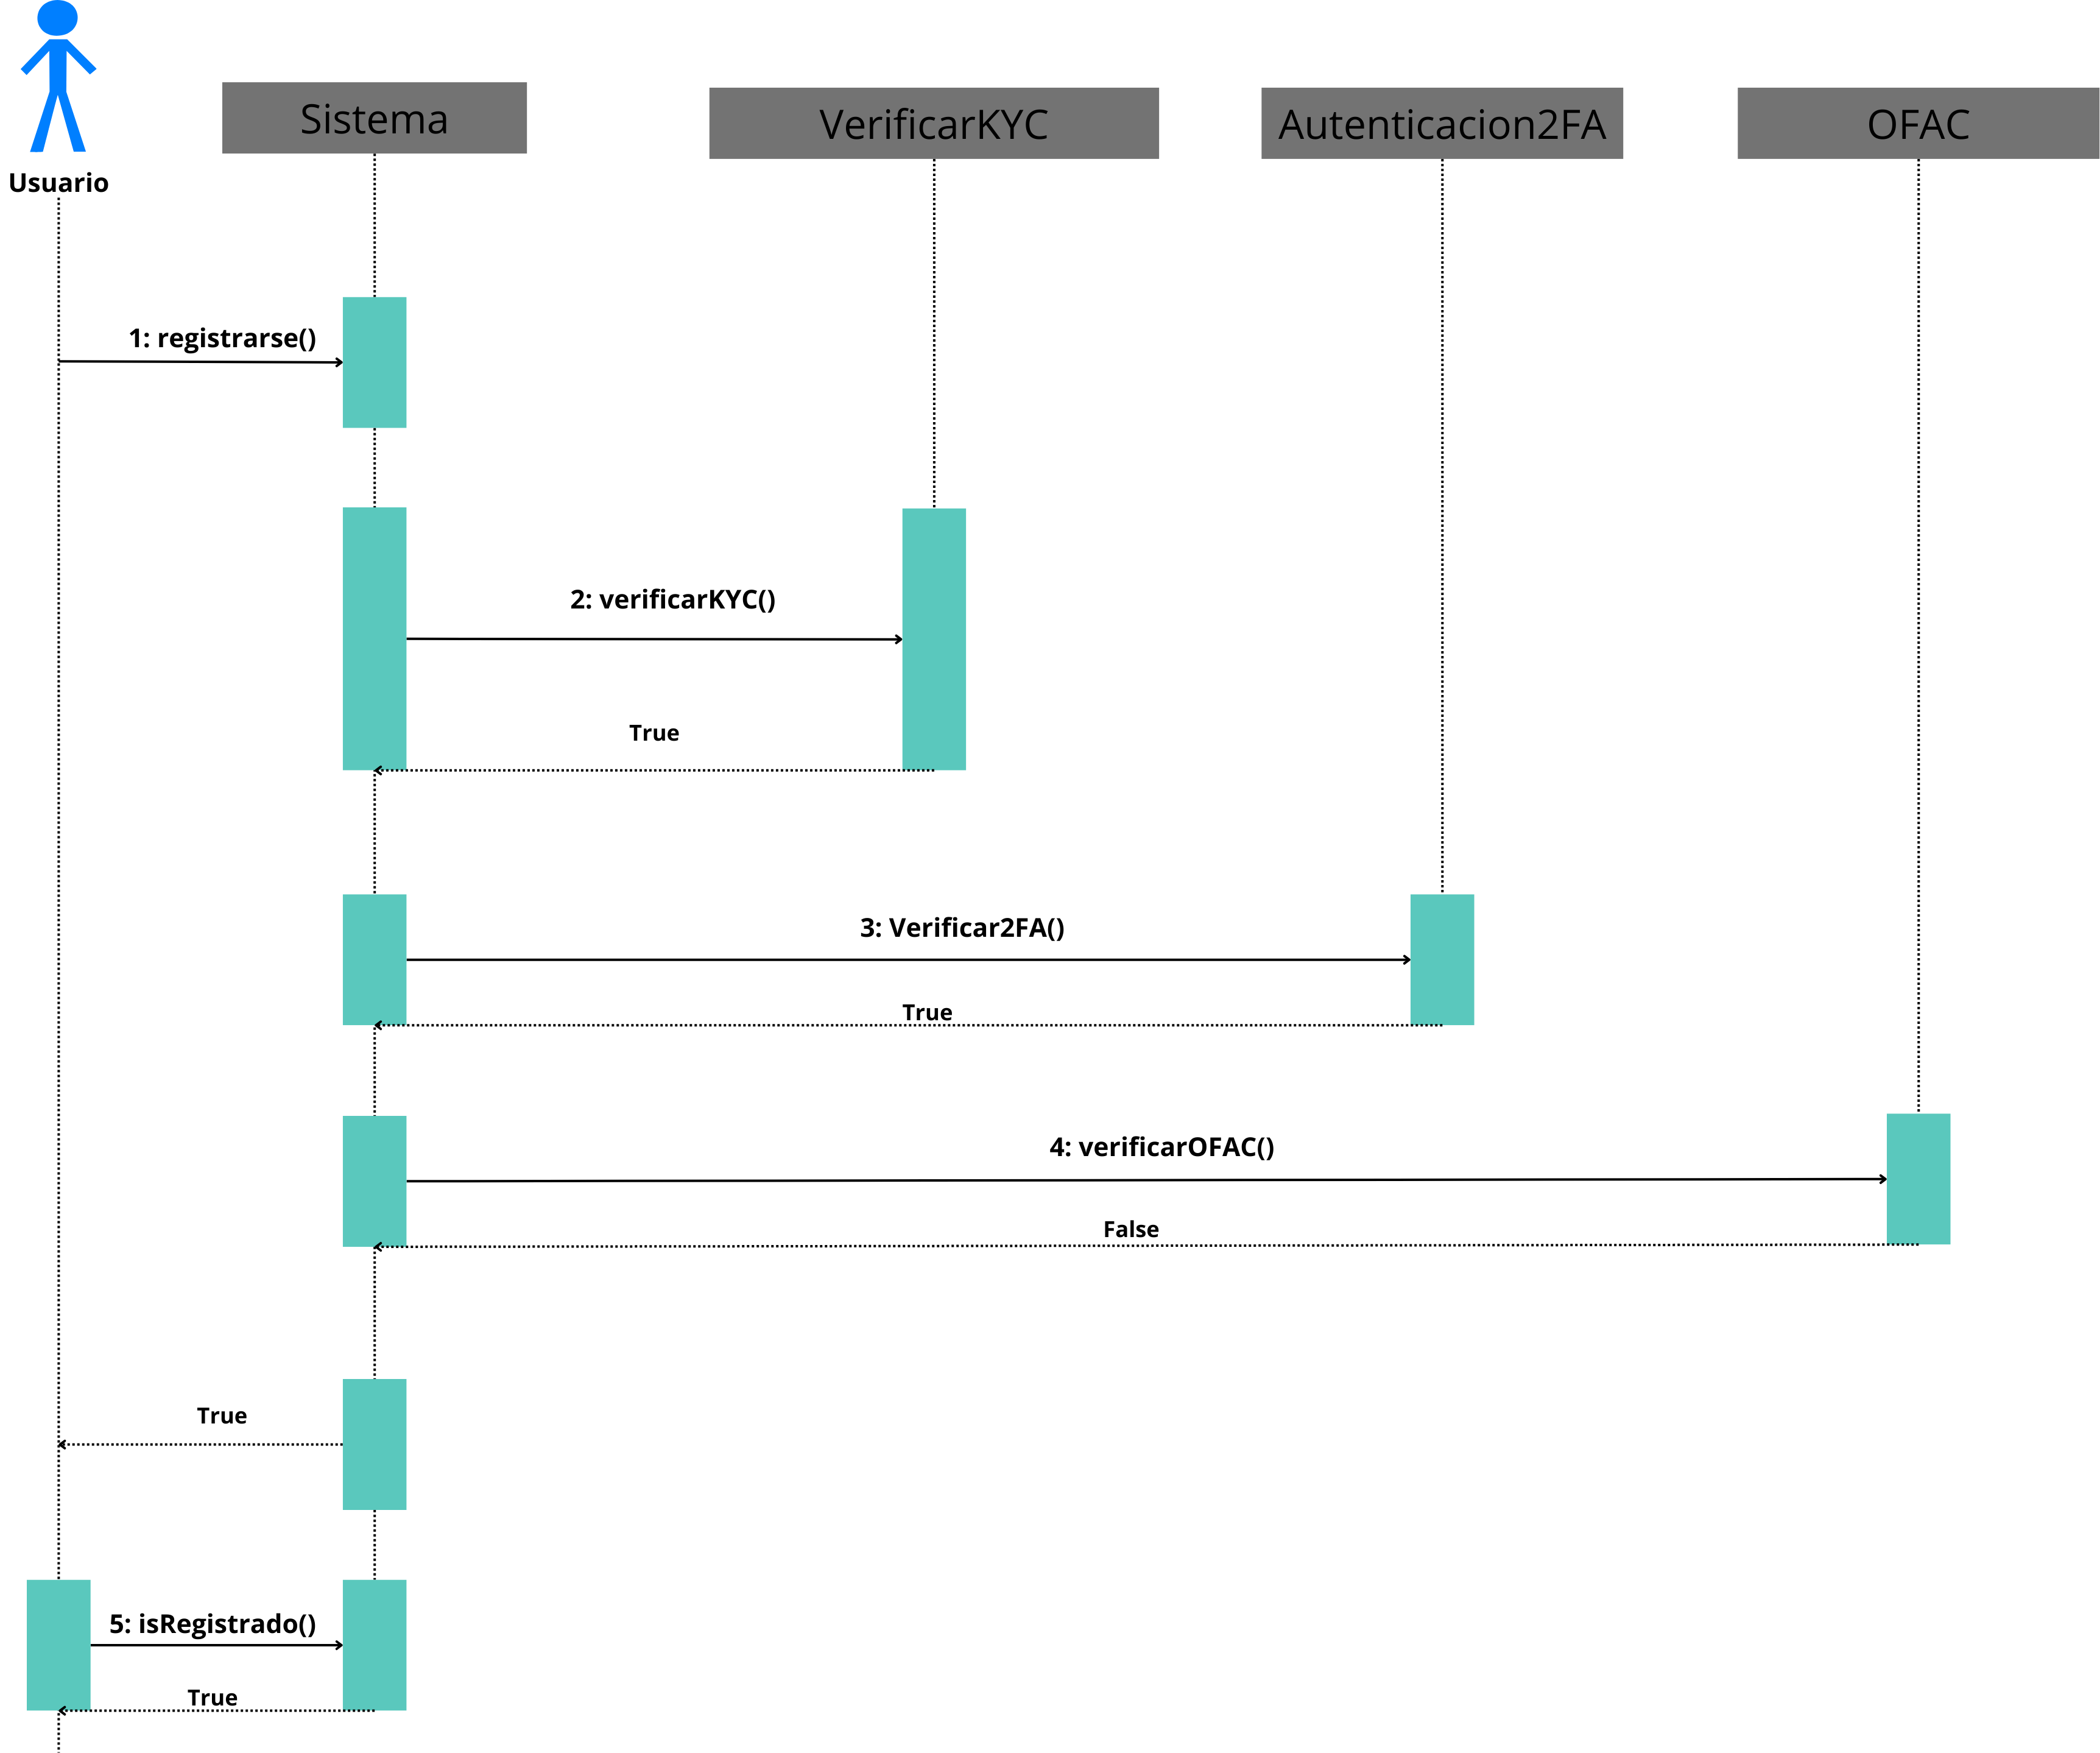 Sistema
VerificarKYC
Autenticacion2FA
OFAC
Usuario
1: registrarse()
2: verificarKYC()
True
3: Verificar2FA()
True
4: verificarOFAC()
False
True
5: isRegistrado()
True